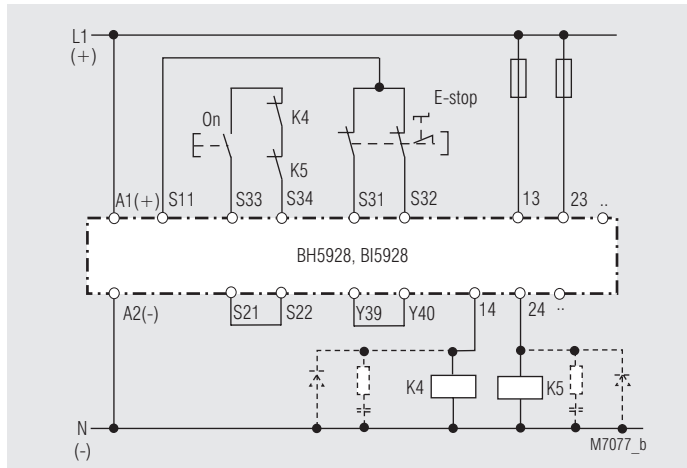 L1
(+)
E-stop
On
K4
K5
A1(+) S11 S33 S34 S31 S32 13 23 ..
BH5928, BI5928
A2(-) S21 S22 Y39 Y40 14 24 ..
K4 K5
N
(-)
M7077_b